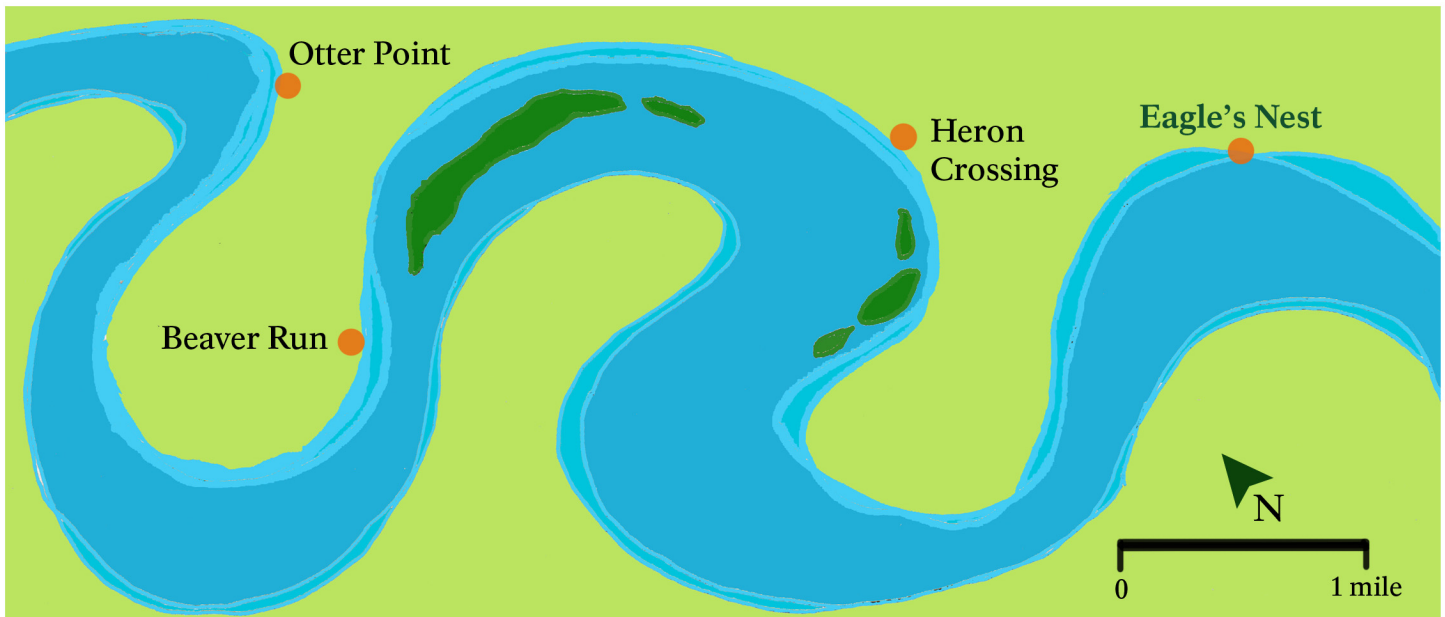 Otter Point
Heron
Crossing
Eagle’s Nest
Beaver Run
N
0
1 mile